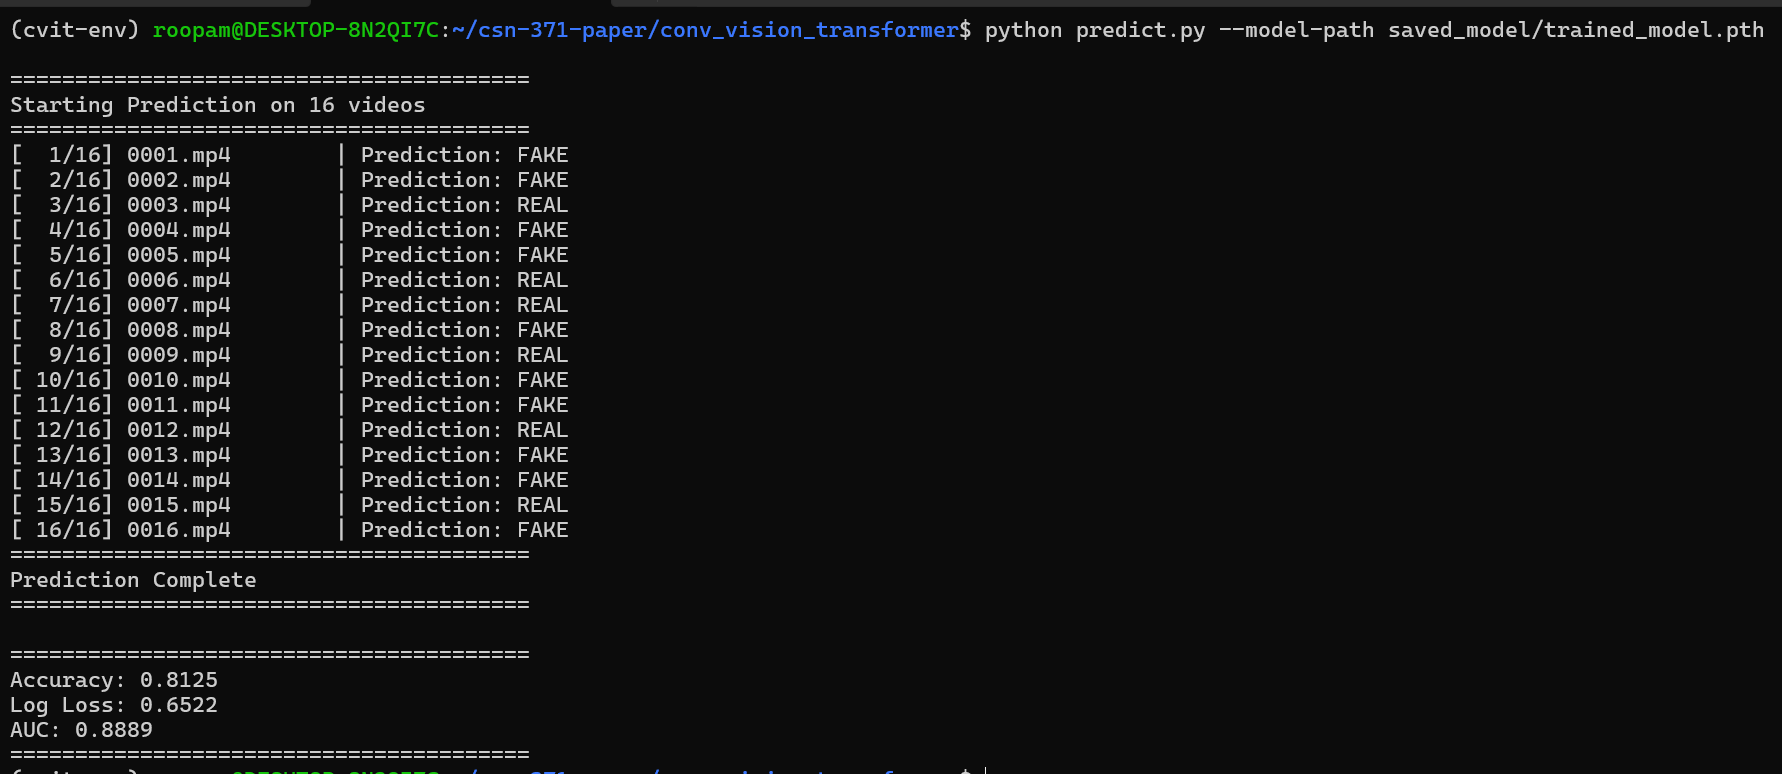 (cvit-env) roopam@DESKTOP-8N2QI7C:~/csn-371-paper/conv_vision_transformer$ python predict.py --model-path saved_model/trained_model.pth
========================================
Starting Prediction on 16 videos
========================================
[  1/16] 0001.mp4        | Prediction: FAKE
[  2/16] 0002.mp4        | Prediction: FAKE
[  3/16] 0003.mp4        | Prediction: REAL
[  4/16] 0004.mp4        | Prediction: FAKE
[  5/16] 0005.mp4        | Prediction: FAKE
[  6/16] 0006.mp4        | Prediction: REAL
[  7/16] 0007.mp4        | Prediction: REAL
[  8/16] 0008.mp4        | Prediction: FAKE
[  9/16] 0009.mp4        | Prediction: REAL
[ 10/16] 0010.mp4        | Prediction: FAKE
[ 11/16] 0011.mp4        | Prediction: FAKE
[ 12/16] 0012.mp4        | Prediction: REAL
[ 13/16] 0013.mp4        | Prediction: FAKE
[ 14/16] 0014.mp4        | Prediction: FAKE
[ 15/16] 0015.mp4        | Prediction: REAL
[ 16/16] 0016.mp4        | Prediction: FAKE
========================================
Prediction Complete
========================================
========================================
Accuracy: 0.8125
Log Loss: 0.6522
AUC: 0.8889
========================================